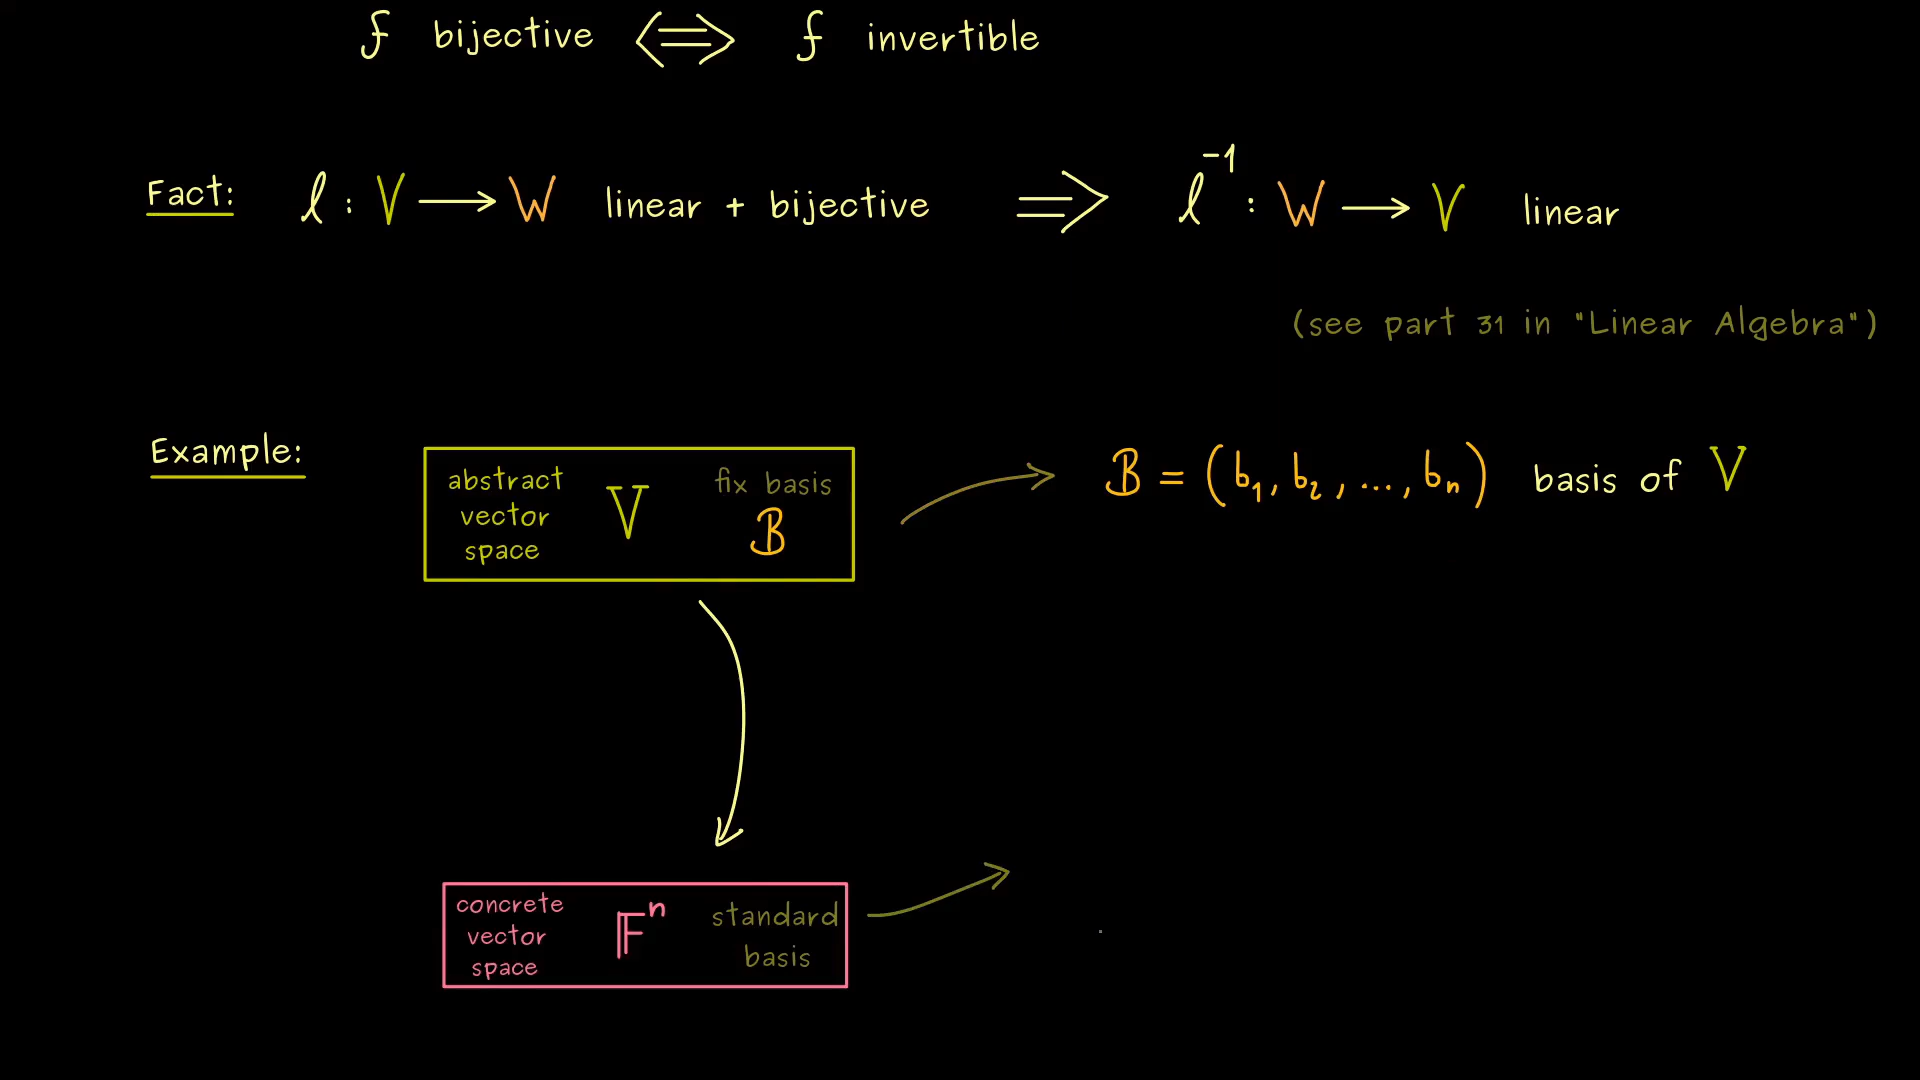 f bijective ⟺ f invertible
Fact: l : V → W linear + bijective ⟹ l⁻¹ : W → V linear
(see part 31 in "Linear Algebra")
Example:
abstract
vector
space
V
fix basis
B
B = (b₁, b₂, ..., bₙ) basis of V
concrete
vector
space
𝔽ⁿ
standard
basis